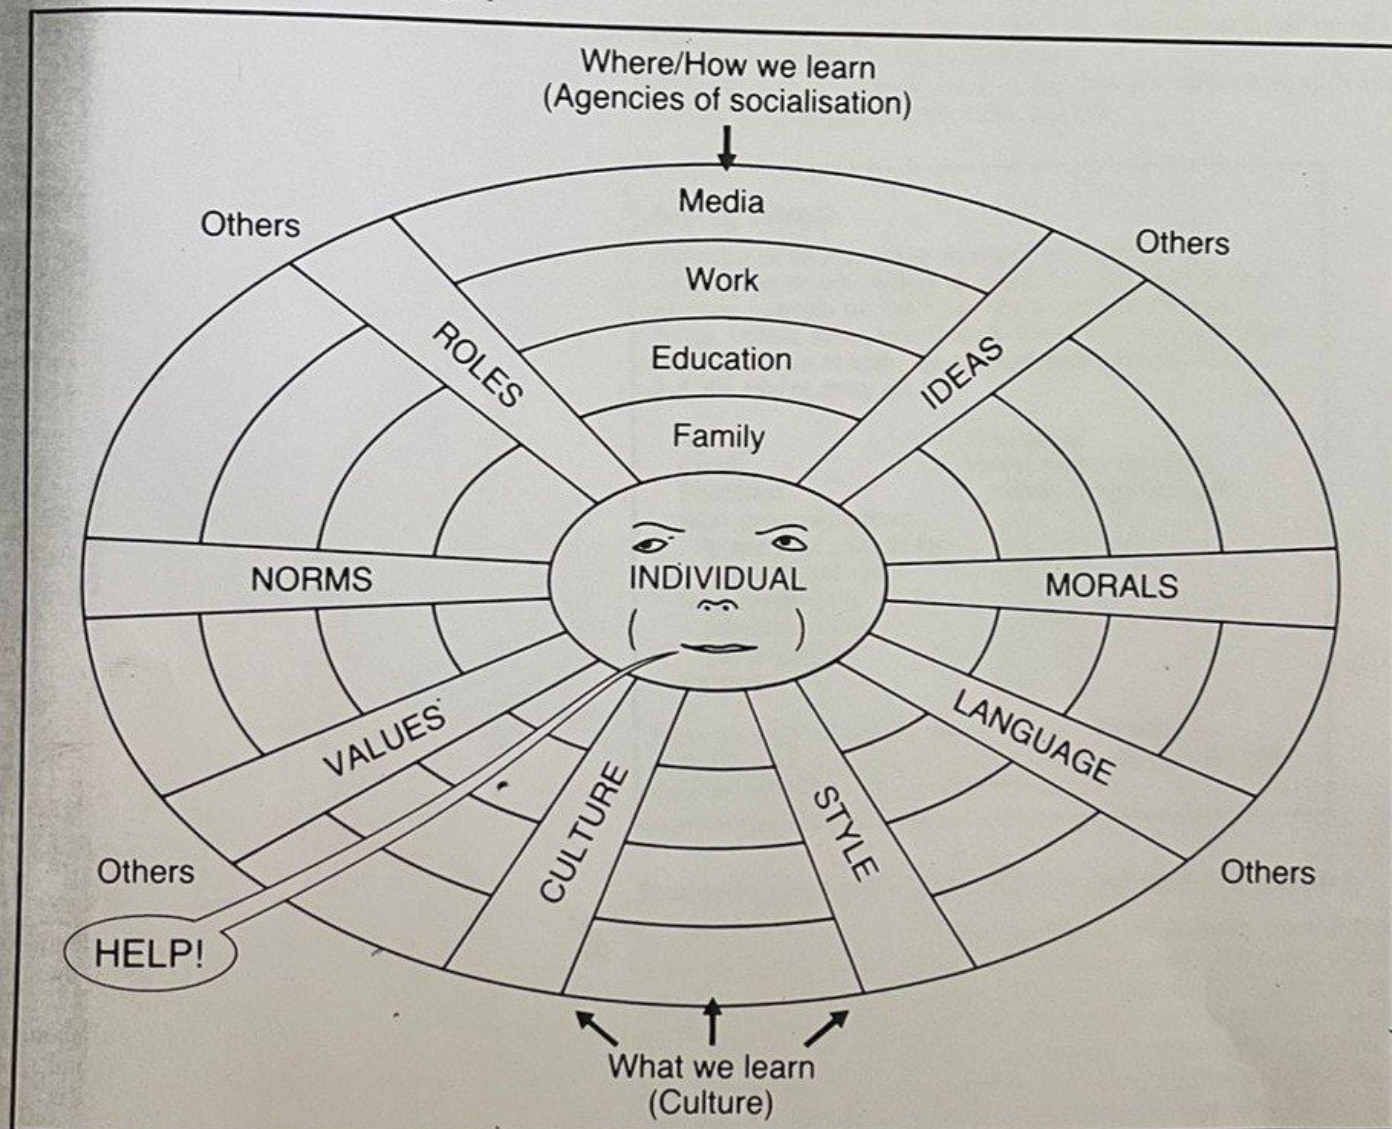 Where/How we learn
(Agencies of socialisation)
Others
Media
Others
Work
ROLES
Education
IDEAS
Family
NORMS
INDIVIDUAL
MORALS
VALUES
LANGUAGE
CULTURE
STYLE
Others
Others
HELP!
What we learn
(Culture)